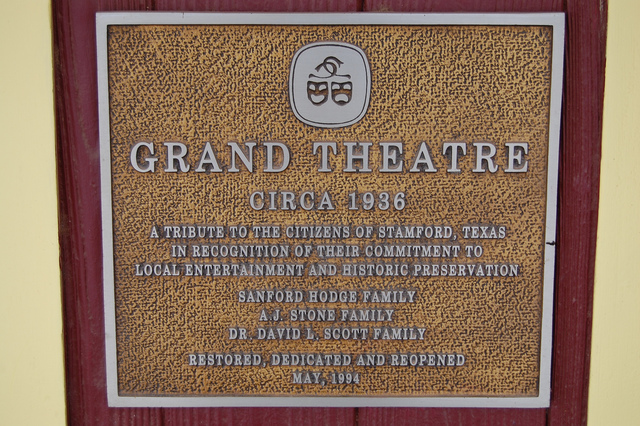 GRAND THEATRE
CIRCA 1936
A TRIBUTE TO THE CITIZENS OF STAMFORD, TEXAS
IN RECOGNITION OF THEIR COMMITMENT TO
LOCAL ENTERTAINMENT AND HISTORIC PRESERVATION
SANFORD HODGE FAMILY
A.J. STONE FAMILY
DR. DAVID L. SCOTT FAMILY
RESTORED, DEDICATED AND REOPENED
MAY, 1994